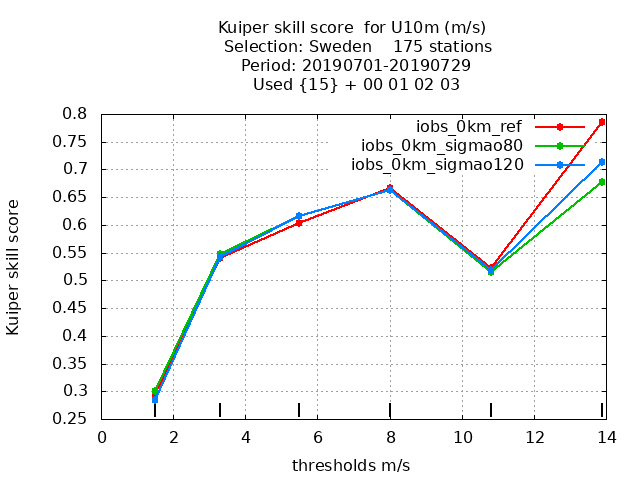 Kuiper skill score  for U10m (m/s)
Selection: Sweden    175 stations
Period: 20190701-20190729
Used {15} + 00 01 02 03
iobs_0km_ref
iobs_0km_sigmao80
iobs_0km_sigmao120
0.8
0.75
0.7
0.65
0.6
0.55
0.5
0.45
0.4
0.35
0.3
0.25
Kuiper skill score
0 2 4 6 8 10 12 14
thresholds m/s